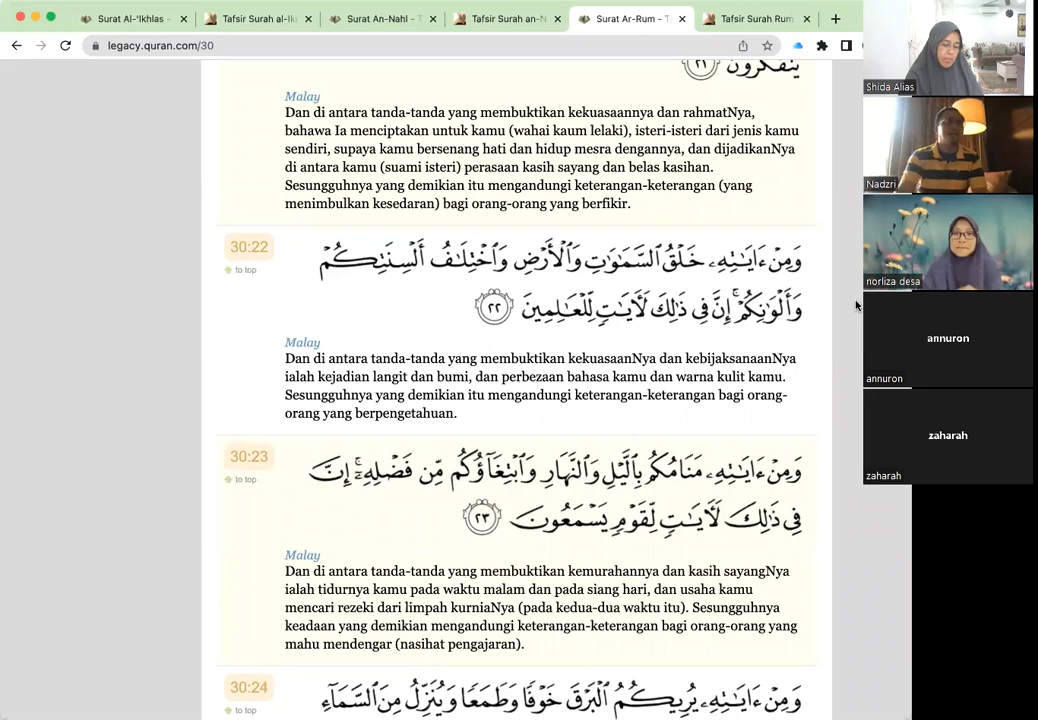 Surat Al-'Ikhlas -
Tafsir Surah al-Ik
Surat An-Nahl - T
Tafsir Surah an-N
Surat Ar-Rum - T
Tafsir Surah Rum
legacy.quran.com/30
يَتَفَكَّرُونَ ٢١
Malay
Dan di antara tanda-tanda yang membuktikan kekuasaannya dan rahmatNya,
bahawa Ia menciptakan untuk kamu (wahai kaum lelaki), isteri-isteri dari jenis kamu
sendiri, supaya kamu bersenang hati dan hidup mesra dengannya, dan dijadikanNya
di antara kamu (suami isteri) perasaan kasih sayang dan belas kasihan.
Sesungguhnya yang demikian itu mengandungi keterangan-keterangan (yang
menimbulkan kesedaran) bagi orang-orang yang berfikir.
30:22
to top
وَمِنْ ءَايَٰتِهِۦ خَلْقُ ٱلسَّمَٰوَٰتِ وَٱلْأَرْضِ وَٱخْتِلَٰفُ أَلْسِنَتِكُمْ
وَأَلْوَٰنِكُمْ ۚ إِنَّ فِى ذَٰلِكَ لَءَايَٰتٍ لِّلْعَٰلِمِينَ ٢٢
Malay
Dan di antara tanda-tanda yang membuktikan kekuasaanNya dan kebijaksanaanNya
ialah kejadian langit dan bumi, dan perbezaan bahasa kamu dan warna kulit kamu.
Sesungguhnya yang demikian itu mengandungi keterangan-keterangan bagi orang-
orang yang berpengetahuan.
30:23
to top
وَمِنْ ءَايَٰتِهِۦ مَنَامُكُم بِٱلَّيْلِ وَٱلنَّهَارِ وَٱبْتِغَآؤُكُم مِّن فَضْلِهِۦٓ ۚ إِنَّ
فِى ذَٰلِكَ لَءَايَٰتٍ لِّقَوْمٍ يَسْمَعُونَ ٢٣
Malay
Dan di antara tanda-tanda yang membuktikan kemurahannya dan kasih sayangNya
ialah tidurnya kamu pada waktu malam dan pada siang hari, dan usaha kamu
mencari rezeki dari limpah kurniaNya (pada kedua-dua waktu itu). Sesungguhnya
keadaan yang demikian mengandungi keterangan-keterangan bagi orang-orang yang
mahu mendengar (nasihat pengajaran).
30:24
to top
وَمِنْ ءَايَٰتِهِۦ يُرِيكُمُ ٱلْبَرْقَ خَوْفًا وَطَمَعًا وَيُنَزِّلُ مِنَ ٱلسَّمَآءِ
Shida Alias
Nadzri
norliza desa
annuron
annuron
zaharah
zaharah